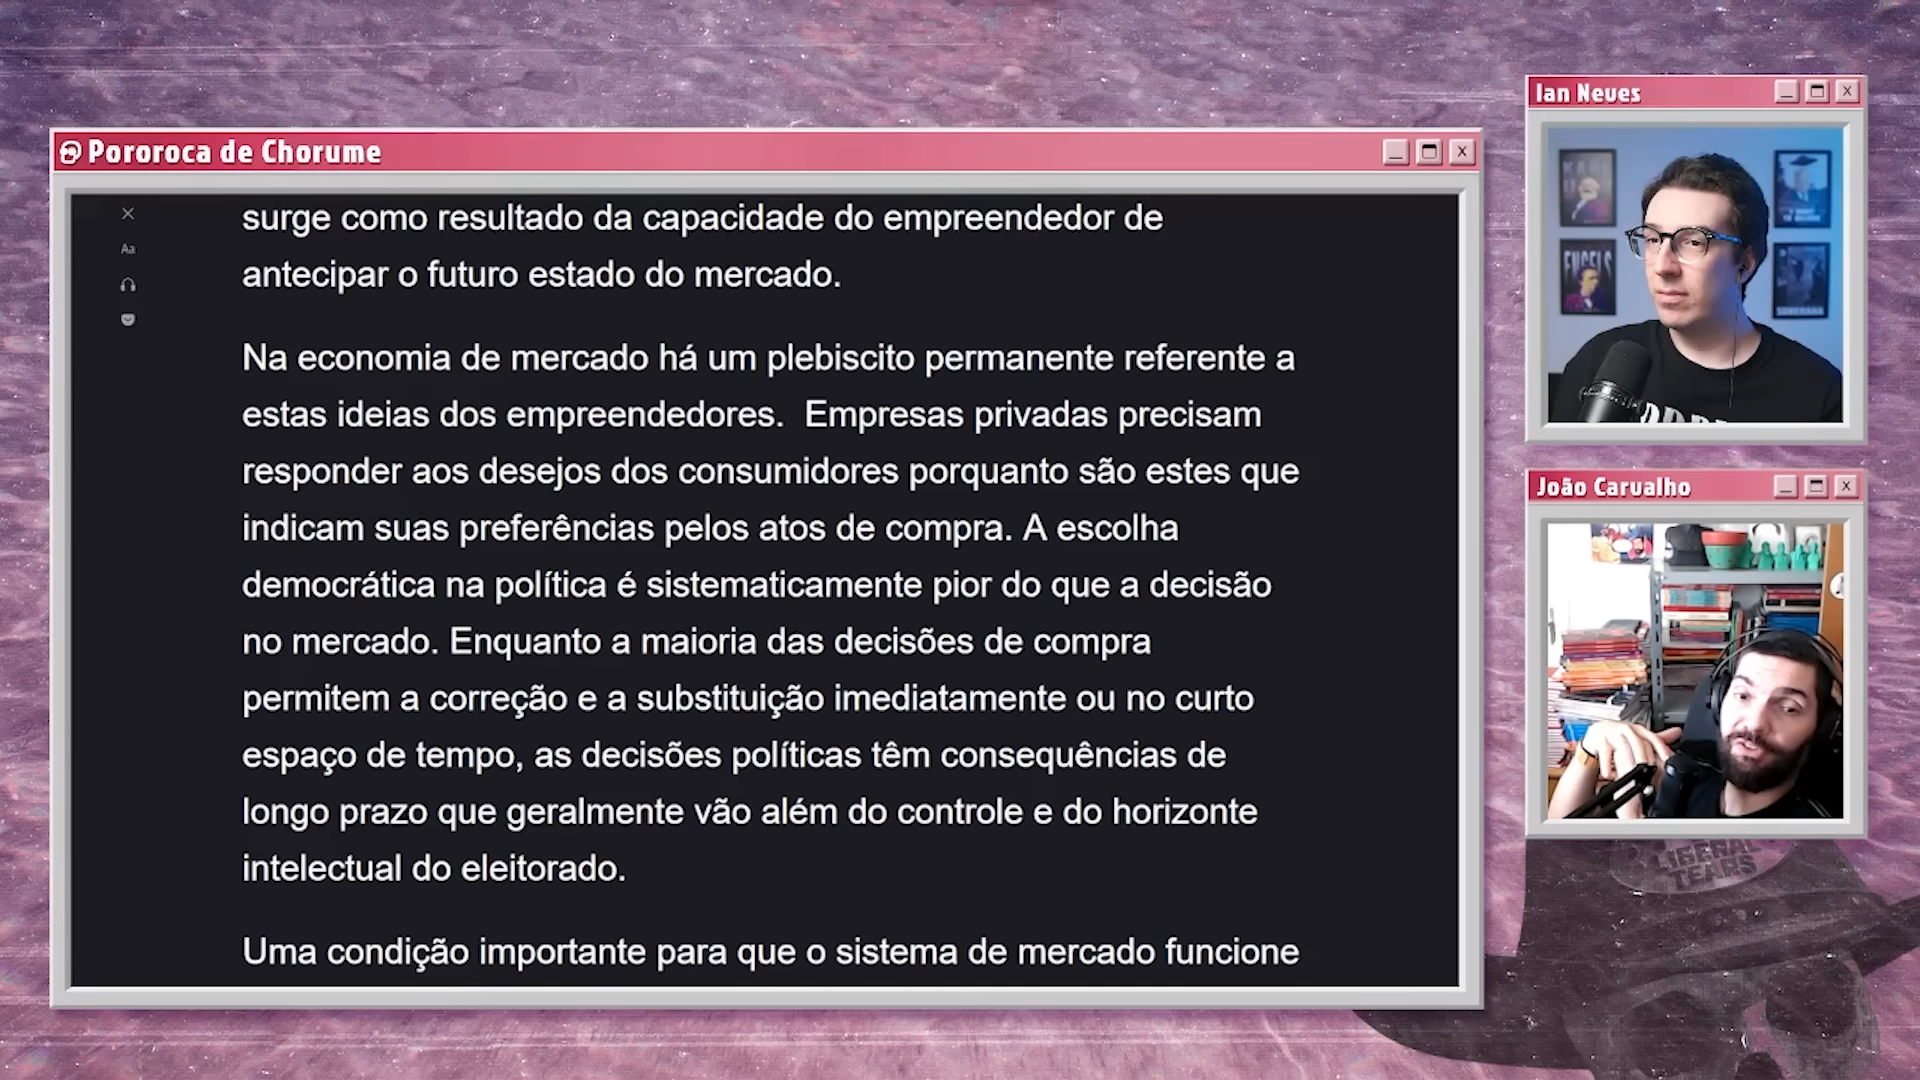 Pororoca de Chorume
surge como resultado da capacidade do empreendedor de
antecipar o futuro estado do mercado.
Na economia de mercado há um plebiscito permanente referente a
estas ideias dos empreendedores.  Empresas privadas precisam
responder aos desejos dos consumidores porquanto são estes que
indicam suas preferências pelos atos de compra. A escolha
democrática na política é sistematicamente pior do que a decisão
no mercado. Enquanto a maioria das decisões de compra
permitem a correção e a substituição imediatamente ou no curto
espaço de tempo, as decisões políticas têm consequências de
longo prazo que geralmente vão além do controle e do horizonte
intelectual do eleitorado.
Uma condição importante para que o sistema de mercado funcione
Aa
Ian Neves
ENGELS
SOBERANA
João Carvalho
LIBERAL
TEARS